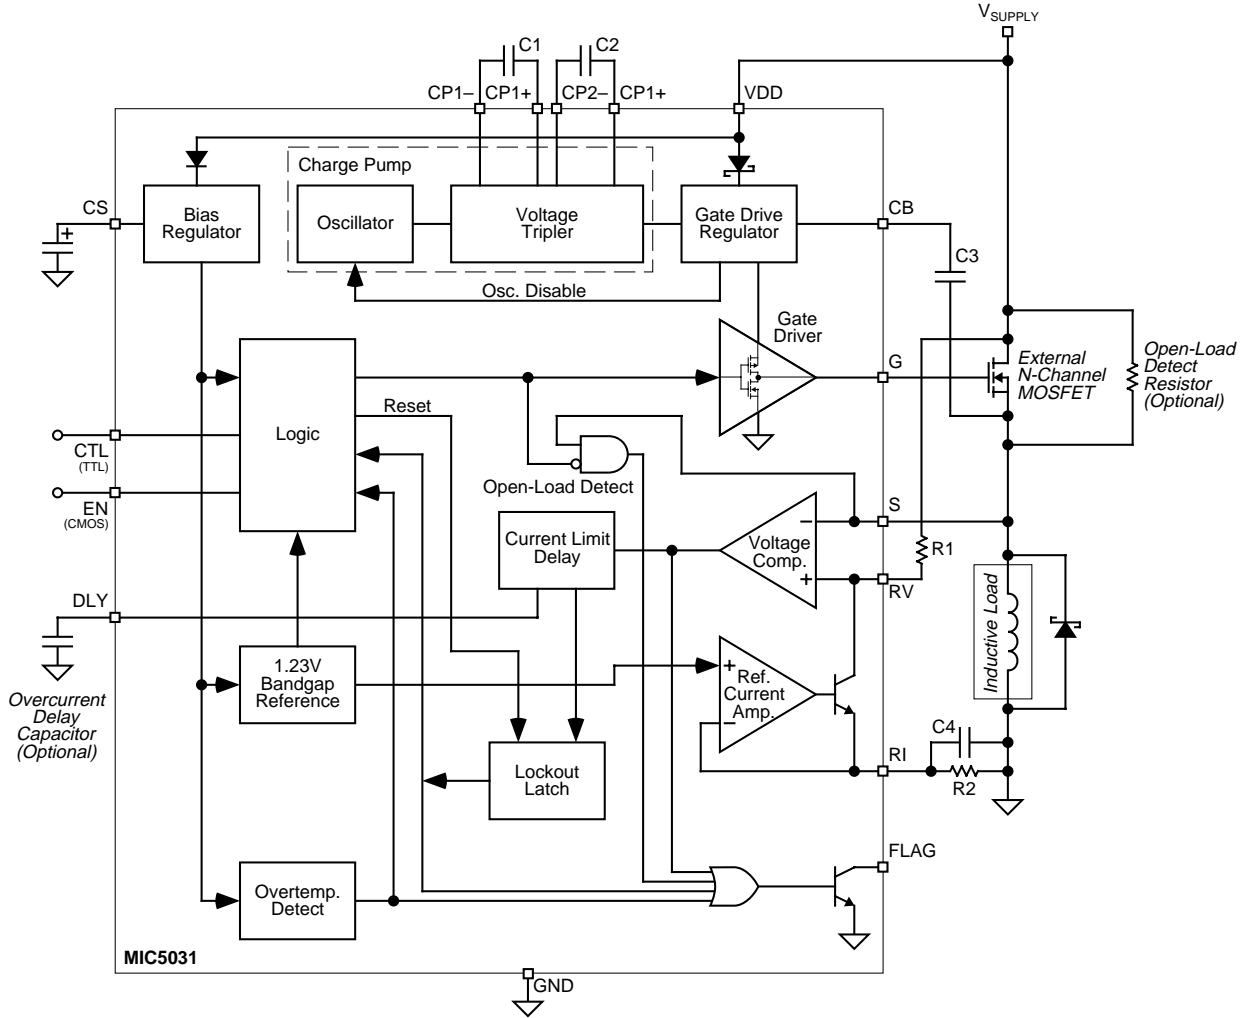 VSUPPLY
C1
C2
CP1–
CP1+
CP2–
CP1+
VDD
Charge Pump
CS
+
Bias
Regulator
Oscillator
Voltage
Tripler
Gate Drive
Regulator
CB
C3
Osc. Disable
Gate
Driver
G
External
N-Channel
MOSFET
Open-Load
Detect
Resistor
(Optional)
Reset
Logic
CTL
(TTL)
EN
(CMOS)
Open-Load Detect
S
Current Limit
Delay
–
Voltage
Comp.
+
R1
RV
DLY
Inductive Load
1.23V
Bandgap
Reference
+
Ref.
Current
Amp.
–
Overcurrent
Delay
Capacitor
(Optional)
C4
RI
R2
Lockout
Latch
FLAG
Overtemp.
Detect
MIC5031
GND